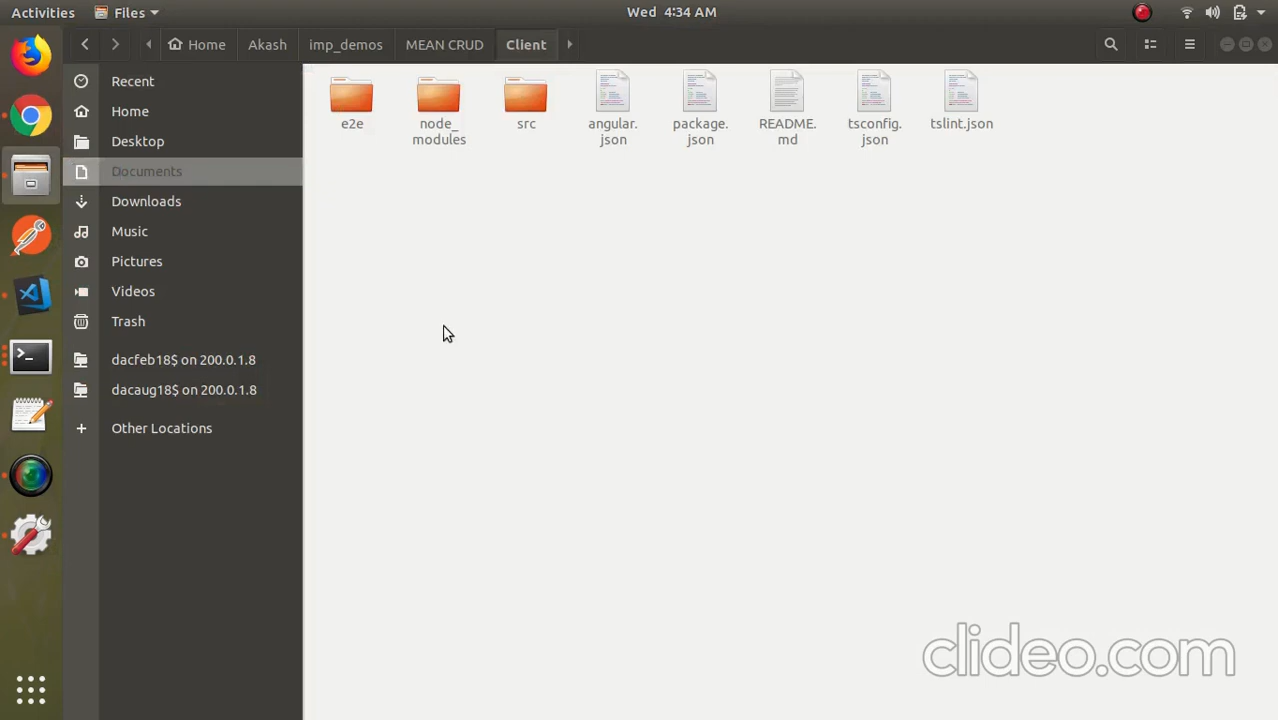 Activities
Files
Wed 4:34 AM
Home
Akash
imp_demos
MEAN CRUD
Client
Recent
Home
Desktop
Documents
Downloads
Music
Pictures
Videos
Trash
dacfeb18$ on 200.0.1.8
dacaug18$ on 200.0.1.8
Other Locations
e2e
node_
modules
src
angular.
json
package.
json
README.
md
tsconfig.
json
tslint.json
clideo.com